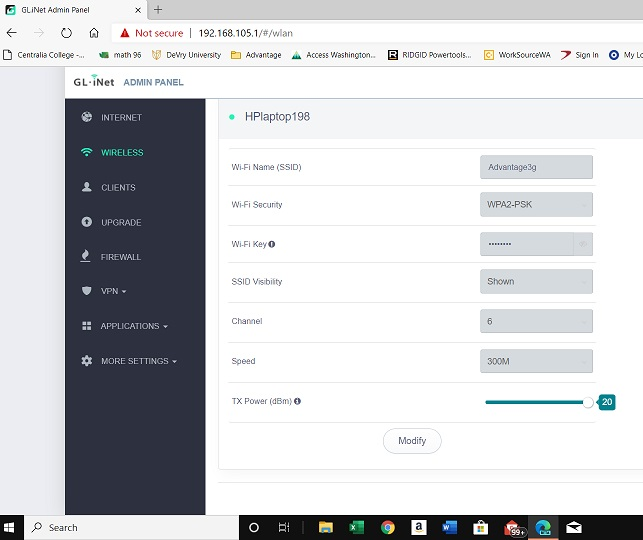 GL.iNet Admin Panel
Not secure 192.168.105.1/#/wlan
Centralia College -... math 96 DeVry University Advantage Access Washington... RIDGID Powertools... WorkSourceWA Sign In My Lo
GL·iNet ADMIN PANEL
INTERNET
WIRELESS
CLIENTS
UPGRADE
FIREWALL
VPN
APPLICATIONS
MORE SETTINGS
HPlaptop198
Wi-Fi Name (SSID) Advantage3g
Wi-Fi Security WPA2-PSK
Wi-Fi Key ••••••••
SSID Visibility Shown
Channel 6
Speed 300M
TX Power (dBm) 20
Modify
Search
99+